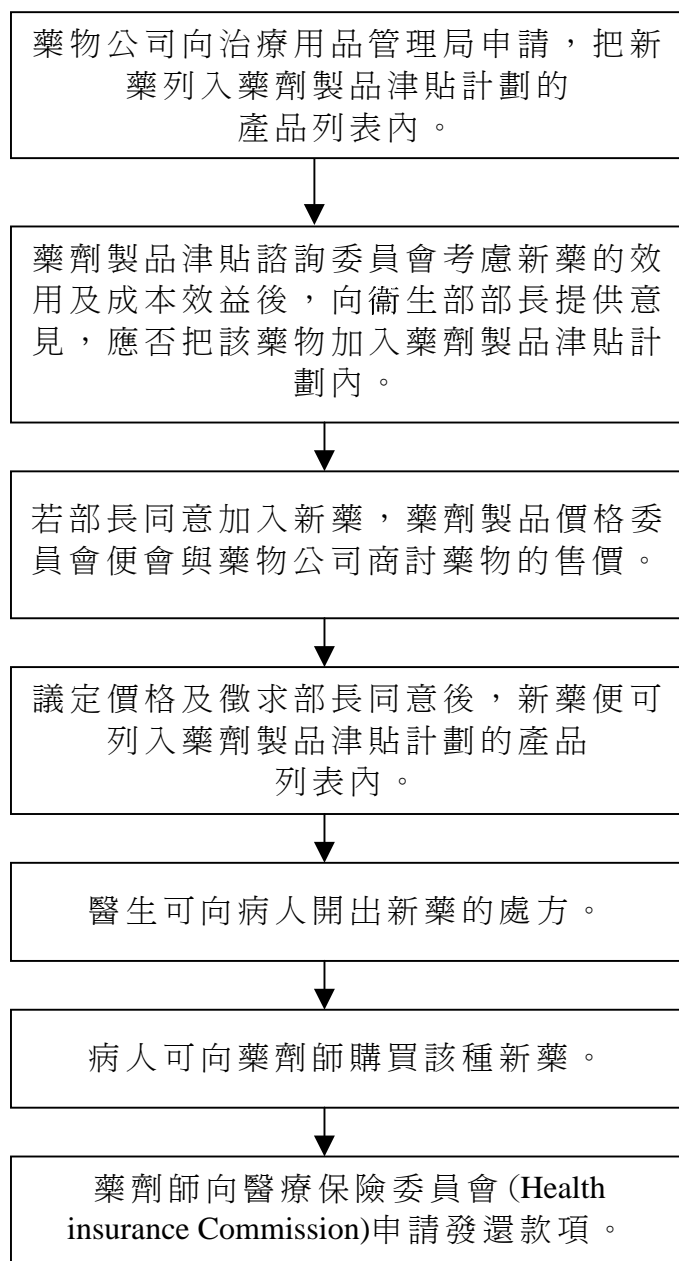 藥物公司向治療用品管理局申請，把新
藥列入藥劑製品津貼計劃的
產品列表內。
藥劑製品津貼諮詢委員會考慮新藥的效
用及成本效益後，向衞生部部長提供意
見，應否把該藥物加入藥劑製品津貼計
劃內。
若部長同意加入新藥，藥劑製品價格委
員會便會與藥物公司商討藥物的售價。
議定價格及徵求部長同意後，新藥便可
列入藥劑製品津貼計劃的產品
列表內。
醫生可向病人開出新藥的處方。
病人可向藥劑師購買該種新藥。
藥劑師向醫療保險委員會(Health
insurance Commission)申請發還款項。